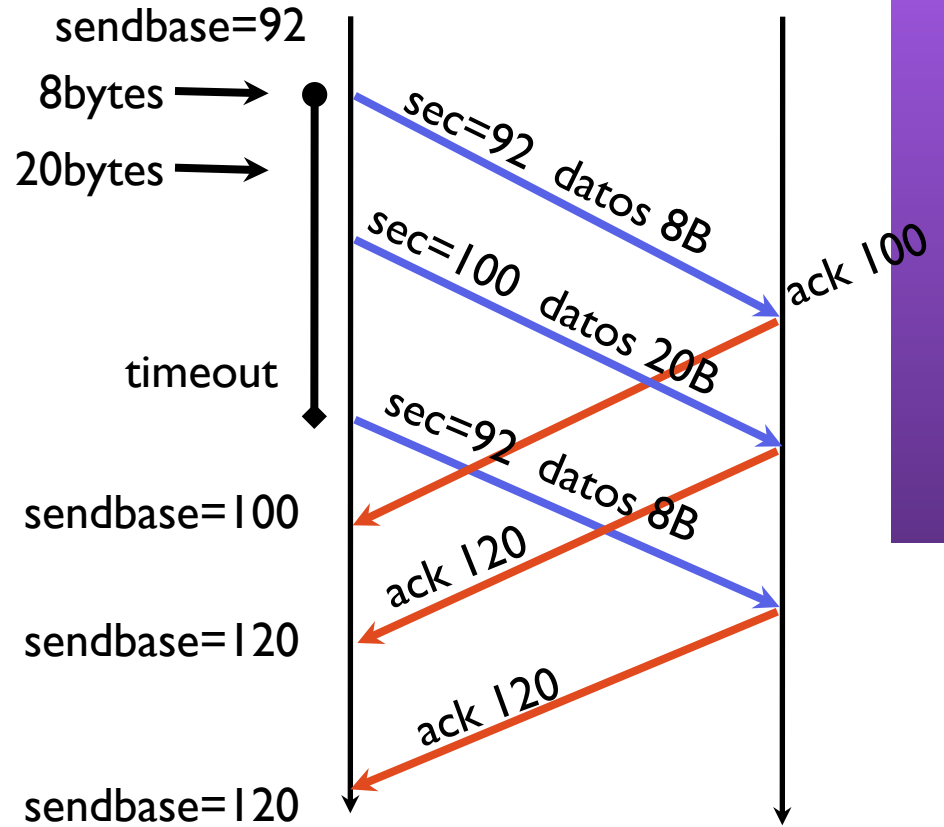 sendbase=92
8bytes
sec=92 datos 8B
20bytes
sec=100 datos 20B
ack 100
timeout
sec=92 datos 8B
sendbase=100
ack 120
sendbase=120
ack 120
sendbase=120